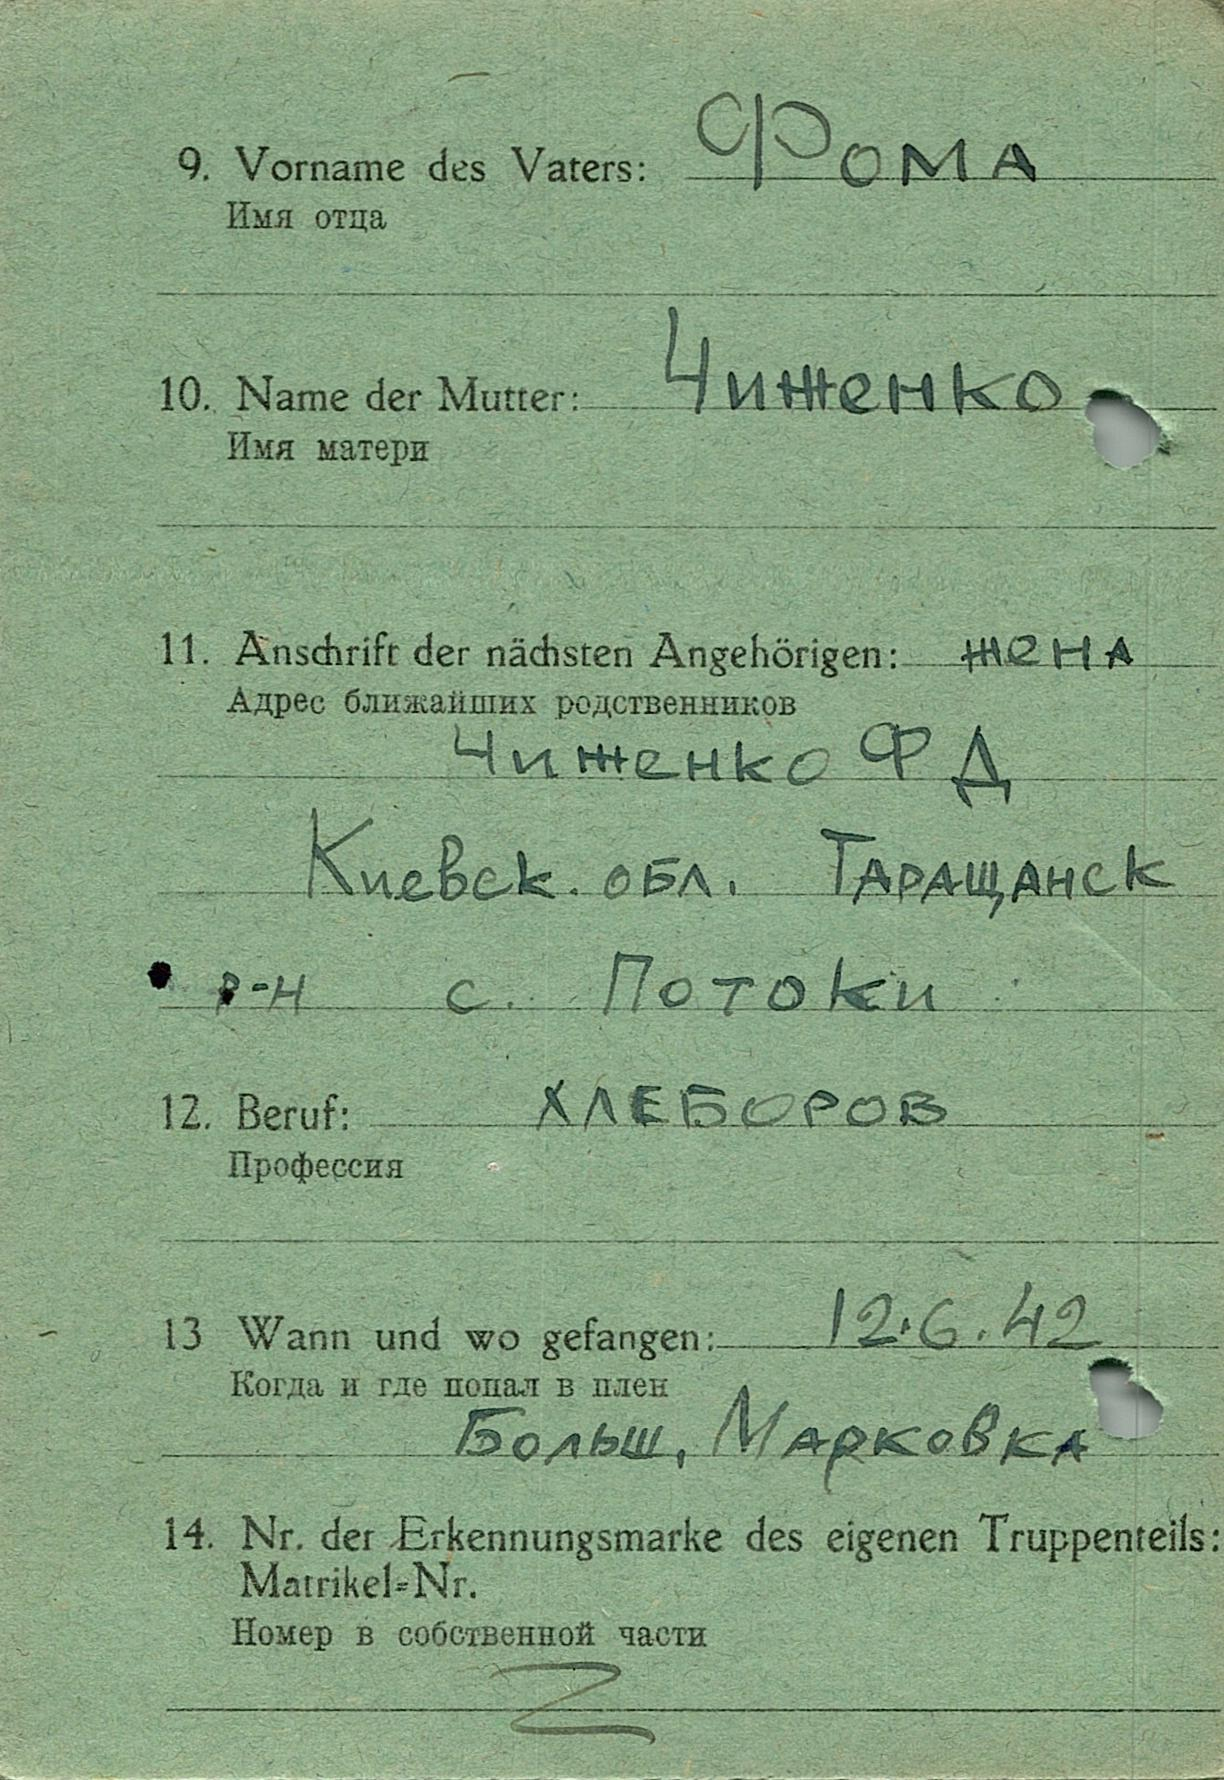 9. Vorname des Vaters: Фома
Имя отца
10. Name der Mutter: Чиженко
Имя матери
11. Anschrift der nächsten Angehörigen: жена
Адрес ближайших родственников
Чиженко Ф Д
Киевск. обл. Таращанск
р-н с. Потоки
12. Beruf: ХЛЕБОРОВ
Профессия
13 Wann und wo gefangen: 12.6.42
Когда и где попал в плен
Больш, Марковка
14. Nr. der Erkennungsmarke des eigenen Truppenteils:
Matrikel=Nr.
Номер в собственной части